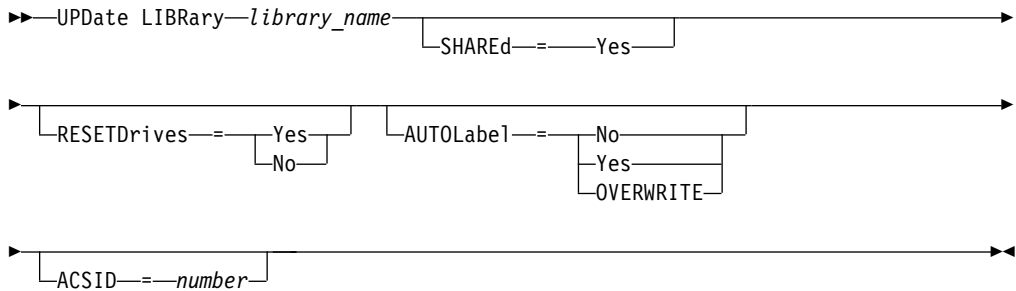 UPDate LIBRary library_name
SHAREd = Yes
RESETDrives = Yes
No
AUTOLabel = No
Yes
OVERWRITE
ACSID = number